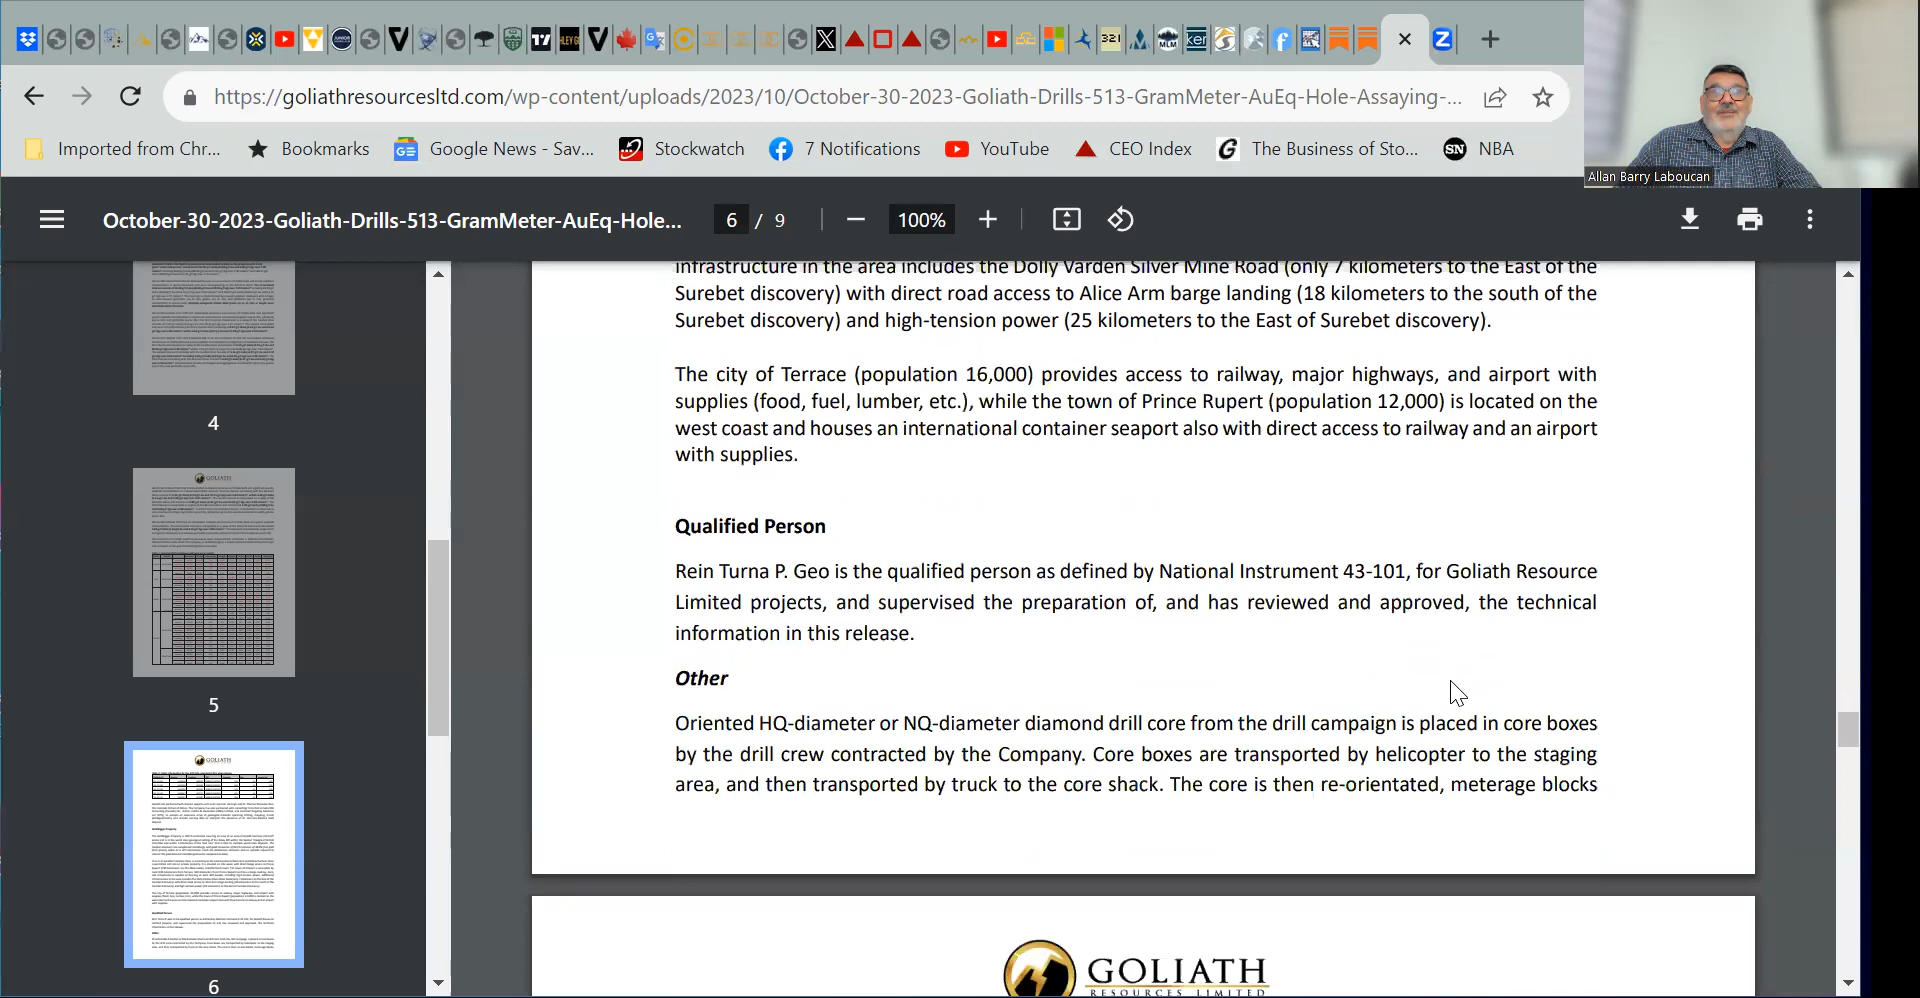 https://goliathresourcesltd.com/wp-content/uploads/2023/10/October-30-2023-Goliath-Drills-513-GramMeter-AuEq-Hole-Assaying-...
Imported from Chr...
Bookmarks
Google News - Sav...
Stockwatch
7 Notifications
YouTube
CEO Index
The Business of Sto...
NBA
Allan Barry Laboucan
October-30-2023-Goliath-Drills-513-GramMeter-AuEq-Hole...
6 / 9
100%
4
5
6
infrastructure in the area includes the Dolly Varden Silver Mine Road (only 7 kilometers to the East of the
Surebet discovery) with direct road access to Alice Arm barge landing (18 kilometers to the south of the
Surebet discovery) and high-tension power (25 kilometers to the East of Surebet discovery).
The city of Terrace (population 16,000) provides access to railway, major highways, and airport with
supplies (food, fuel, lumber, etc.), while the town of Prince Rupert (population 12,000) is located on the
west coast and houses an international container seaport also with direct access to railway and an airport
with supplies.
Qualified Person
Rein Turna P. Geo is the qualified person as defined by National Instrument 43-101, for Goliath Resource
Limited projects, and supervised the preparation of, and has reviewed and approved, the technical
information in this release.
Other
Oriented HQ-diameter or NQ-diameter diamond drill core from the drill campaign is placed in core boxes
by the drill crew contracted by the Company. Core boxes are transported by helicopter to the staging
area, and then transported by truck to the core shack. The core is then re-orientated, meterage blocks
GOLIATH
RESOURCES LIMITED